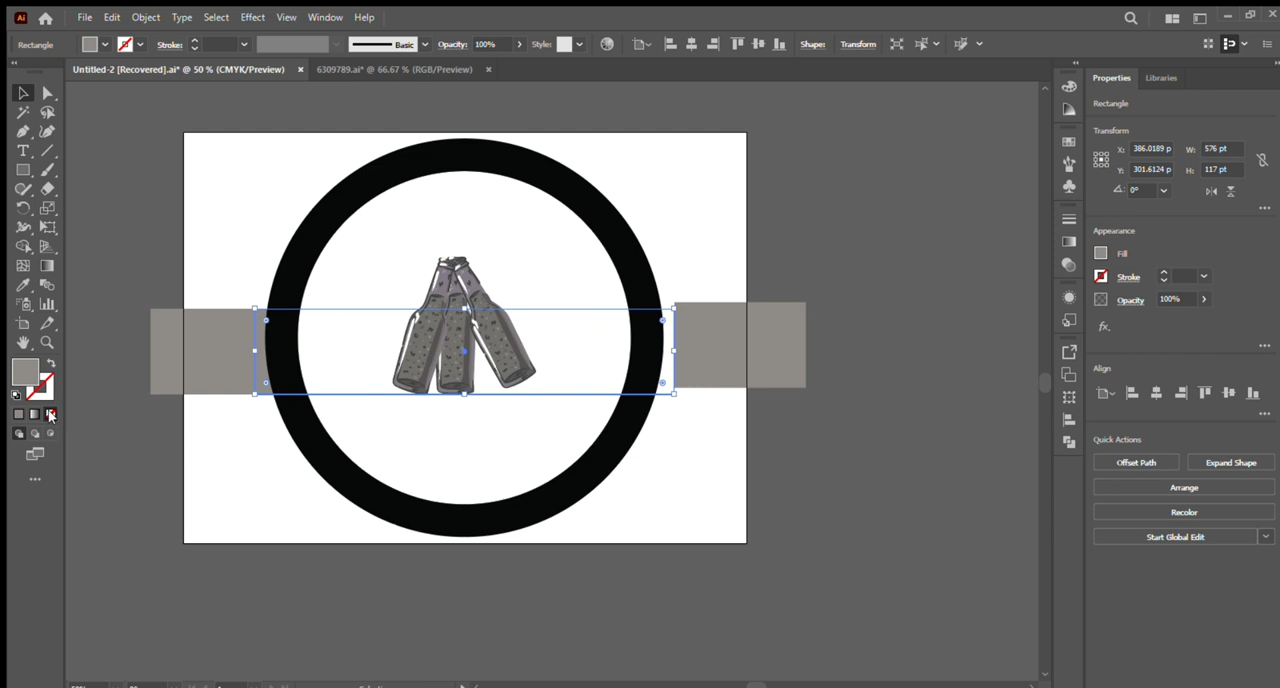 Ai File Edit Object Type Select Effect View Window Help
Rectangle Stroke: Basic Opacity: 100% Style: Shape: Transform
Untitled-2 [Recovered].ai* @ 50 % (CMYK/Preview) × 6309789.ai* @ 66.67 % (RGB/Preview) ×
Properties Libraries
Rectangle
Transform
X: 386.0189 p W: 576 pt
Y: 301.6124 p H: 117 pt
0°
Appearance
Fill
Stroke
Opacity 100%
fx.
Align
Quick Actions
Offset Path Expand Shape
Arrange
Recolor
Start Global Edit